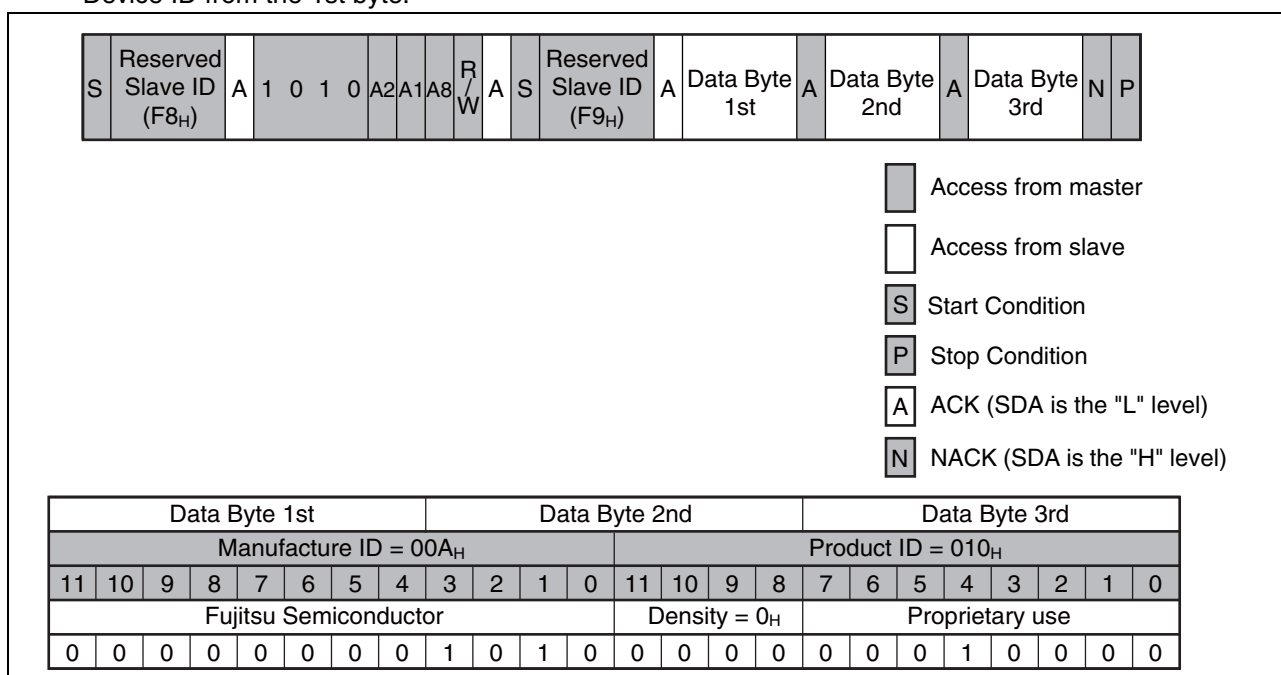 Device ID from the 1st byte.
S Reserved Slave ID (F8H) A 1 0 1 0 A2 A1 A8 R/W A S Reserved Slave ID (F9H) A Data Byte 1st A Data Byte 2nd A Data Byte 3rd N P
Access from master
Access from slave
S Start Condition
P Stop Condition
A ACK (SDA is the "L" level)
N NACK (SDA is the "H" level)
Data Byte 1st Data Byte 2nd Data Byte 3rd
Manufacture ID = 00AH Product ID = 010H
11 10 9 8 7 6 5 4 3 2 1 0 11 10 9 8 7 6 5 4 3 2 1 0
Fujitsu Semiconductor Density = 0H Proprietary use
0 0 0 0 0 0 0 0 1 0 1 0 0 0 0 0 0 0 0 1 0 0 0 0